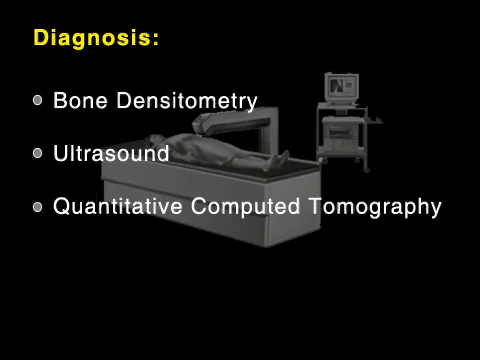 Diagnosis:
Bone Densitometry
Ultrasound
Quantitative Computed Tomography